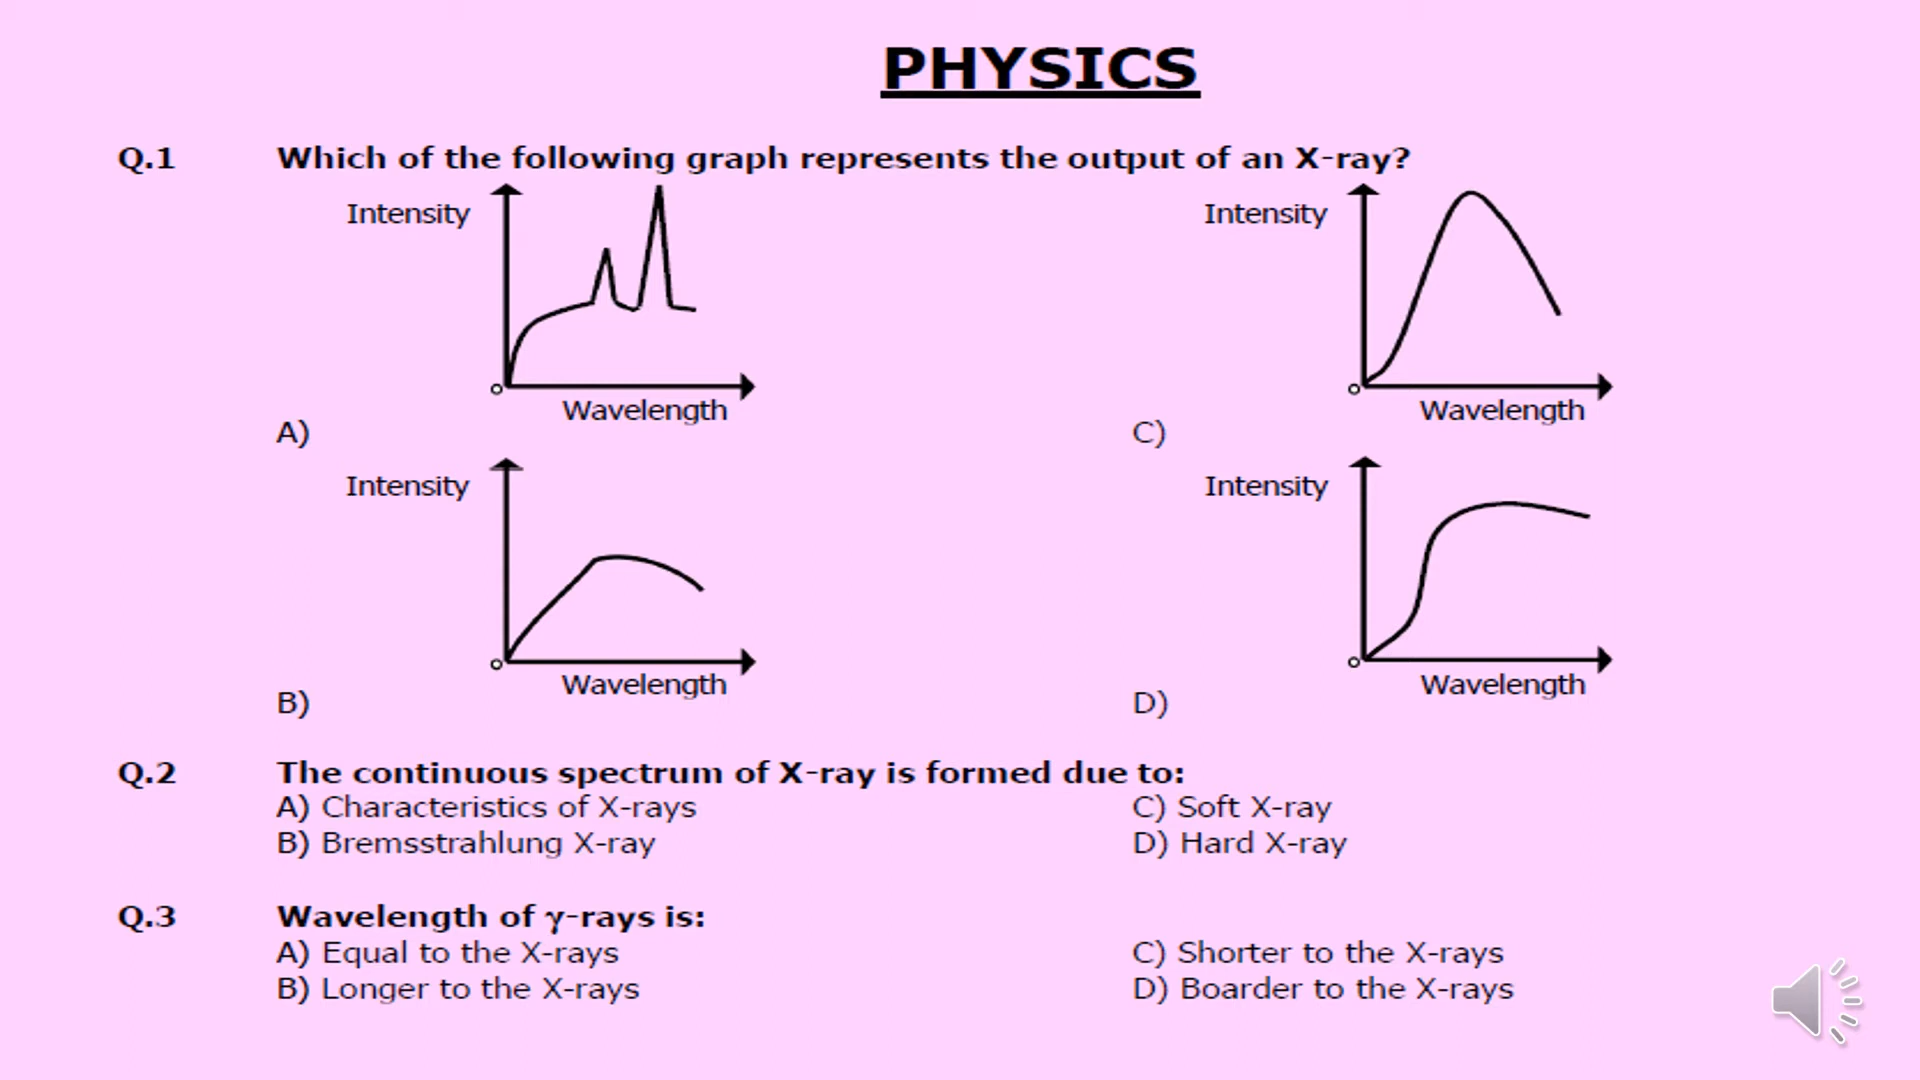 PHYSICS
Q.1 Which of the following graph represents the output of an X-ray?
Intensity
Wavelength
A)
Intensity
Wavelength
C)
Intensity
Wavelength
B)
Intensity
Wavelength
D)
Q.2 The continuous spectrum of X-ray is formed due to:
A) Characteristics of X-rays C) Soft X-ray
B) Bremsstrahlung X-ray D) Hard X-ray
Q.3 Wavelength of γ-rays is:
A) Equal to the X-rays C) Shorter to the X-rays
B) Longer to the X-rays D) Boarder to the X-rays